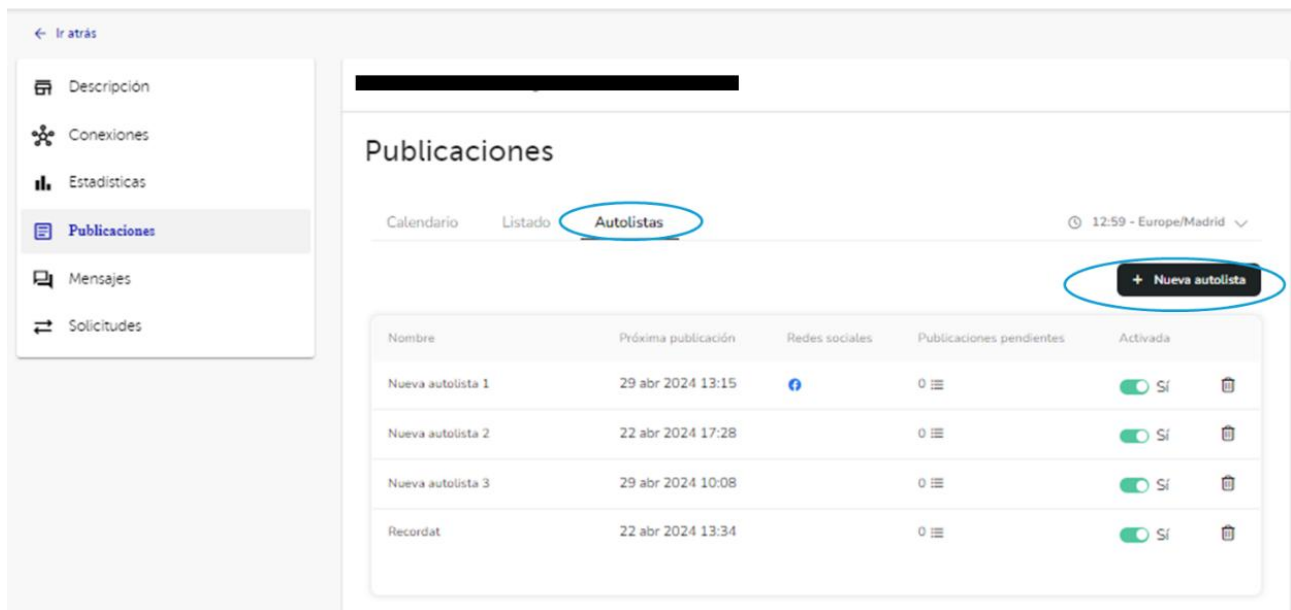 Ir atrás
Descripción
Conexiones
Estadísticas
Publicaciones
Mensajes
Solicitudes
Publicaciones
Calendario Listado Autolistas 12:59 - Europe/Madrid
+ Nueva autolista
Nombre Próxima publicación Redes sociales Publicaciones pendientes Activada
Nueva autolista 1 29 abr 2024 13:15 0 Sí
Nueva autolista 2 22 abr 2024 17:28 0 Sí
Nueva autolista 3 29 abr 2024 10:08 0 Sí
Recordat 22 abr 2024 13:34 0 Sí